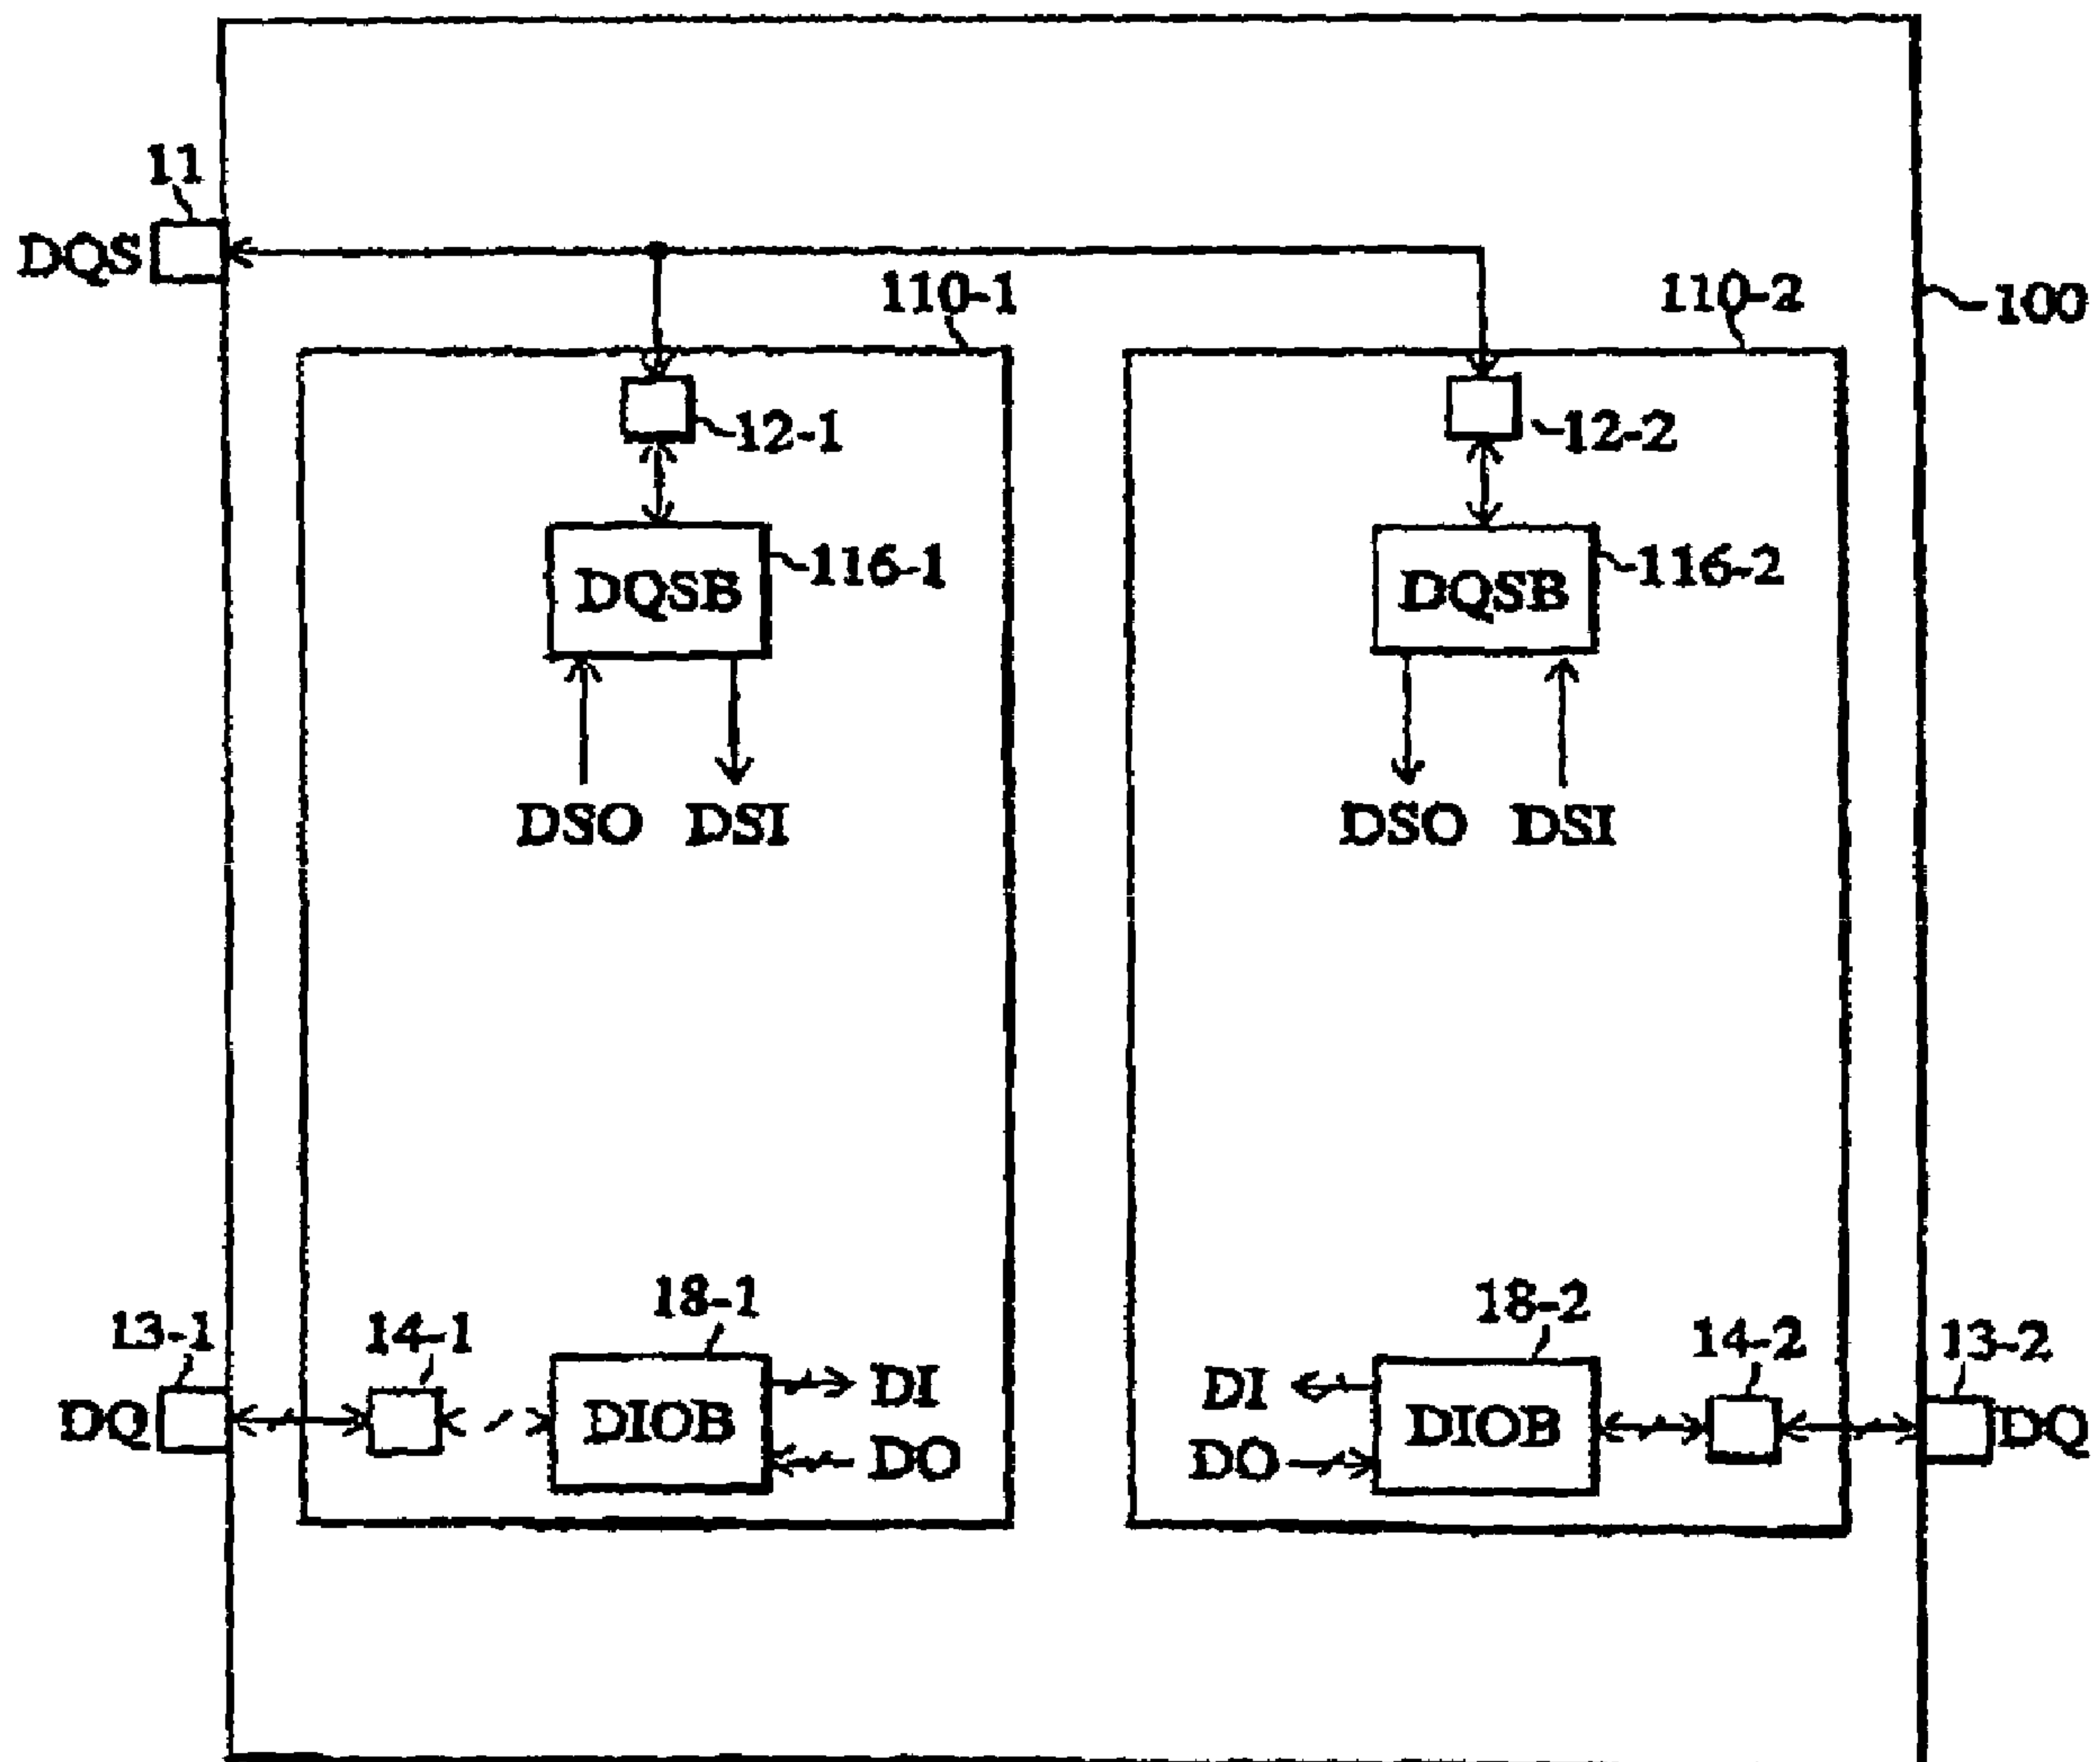 11
DQS
110-1
110-2
100
12-1
12-2
DQSB
116-1
DQSB
116-2
DSO DSI
DSO DSI
18-1
18-2
13-1
14-1
14-2
13-2
DQ
DIOB
DI
DO
DI
DO
DIOB
DQ